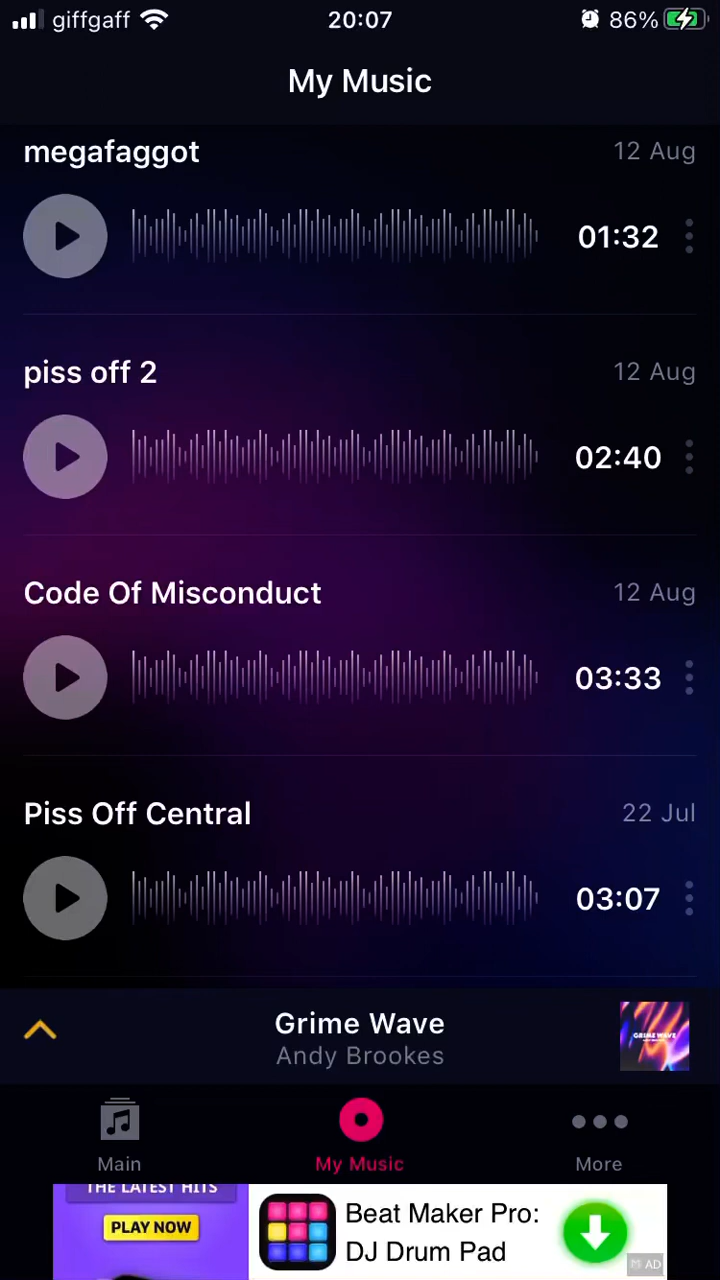 giffgaff 20:07 86%
My Music
megafaggot 12 Aug
01:32
piss off 2 12 Aug
02:40
Code Of Misconduct 12 Aug
03:33
Piss Off Central 22 Jul
03:07
Grime Wave
Andy Brookes
GRIME WAVE
Main My Music More
THE LATEST HITS
PLAY NOW
Beat Maker Pro:
DJ Drum Pad
AD